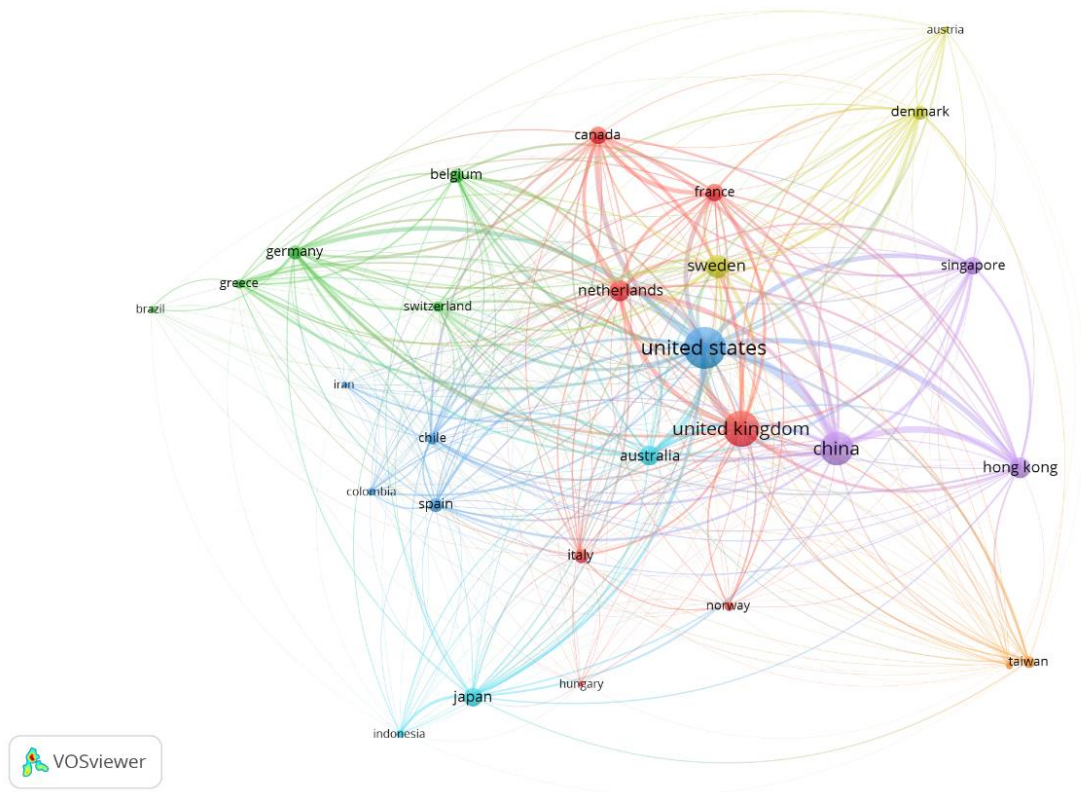 austria
denmark
canada
belgium
france
germany
sweden
singapore
greece
netherlands
switzerland
brazil
united states
iran
united kingdom
chile
china
australia
hong kong
colombia
spain
italy
norway
taiwan
hungary
japan
indonesia
VOSviewer